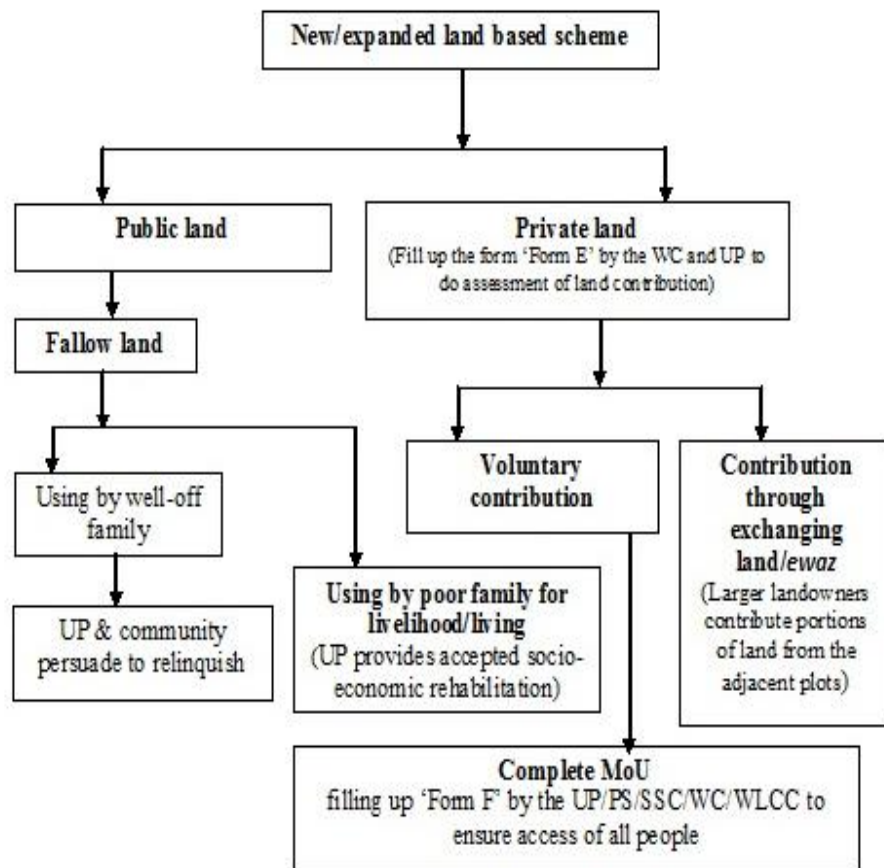 New/expanded land based scheme
Public land
Private land
(Fill up the form ‘Form E’ by the WC and UP to
do assessment of land contribution)
Fallow land
Voluntary
contribution
Contribution
through
exchanging
land/ewaz
(Larger landowners
contribute portions
of land from the
adjacent plots)
Using by well-off
family
Using by poor family for
livelihood/living
(UP provides accepted socio-
economic rehabilitation)
UP & community
persuade to relinquish
Complete MoU
filling up ‘Form F’ by the UP/PS/SSC/WC/WLCC to
ensure access of all people